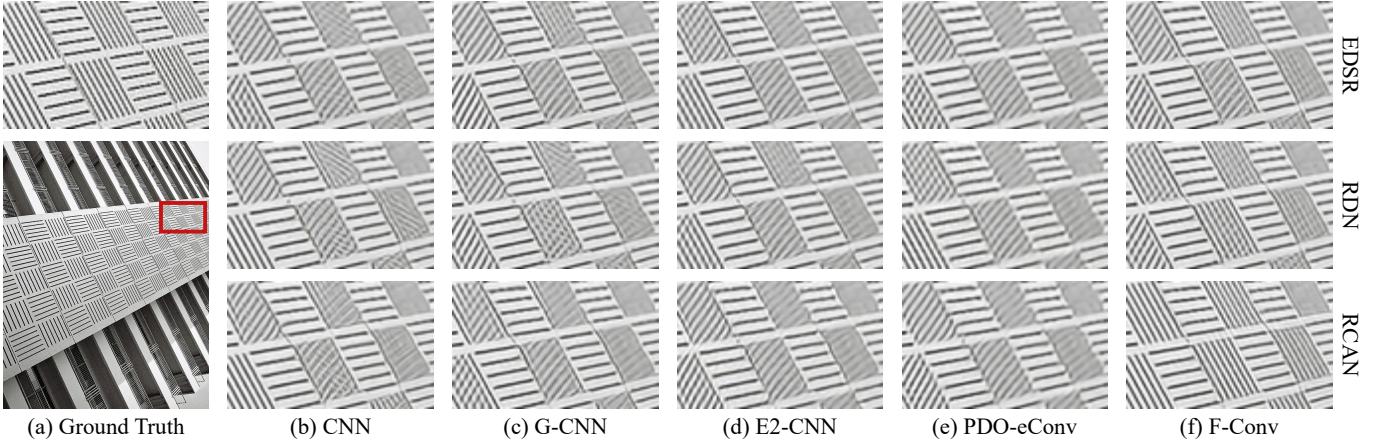 EDSR
RDN
RCAN
(a) Ground Truth
(b) CNN
(c) G-CNN
(d) E2-CNN
(e) PDO-eConv
(f) F-Conv